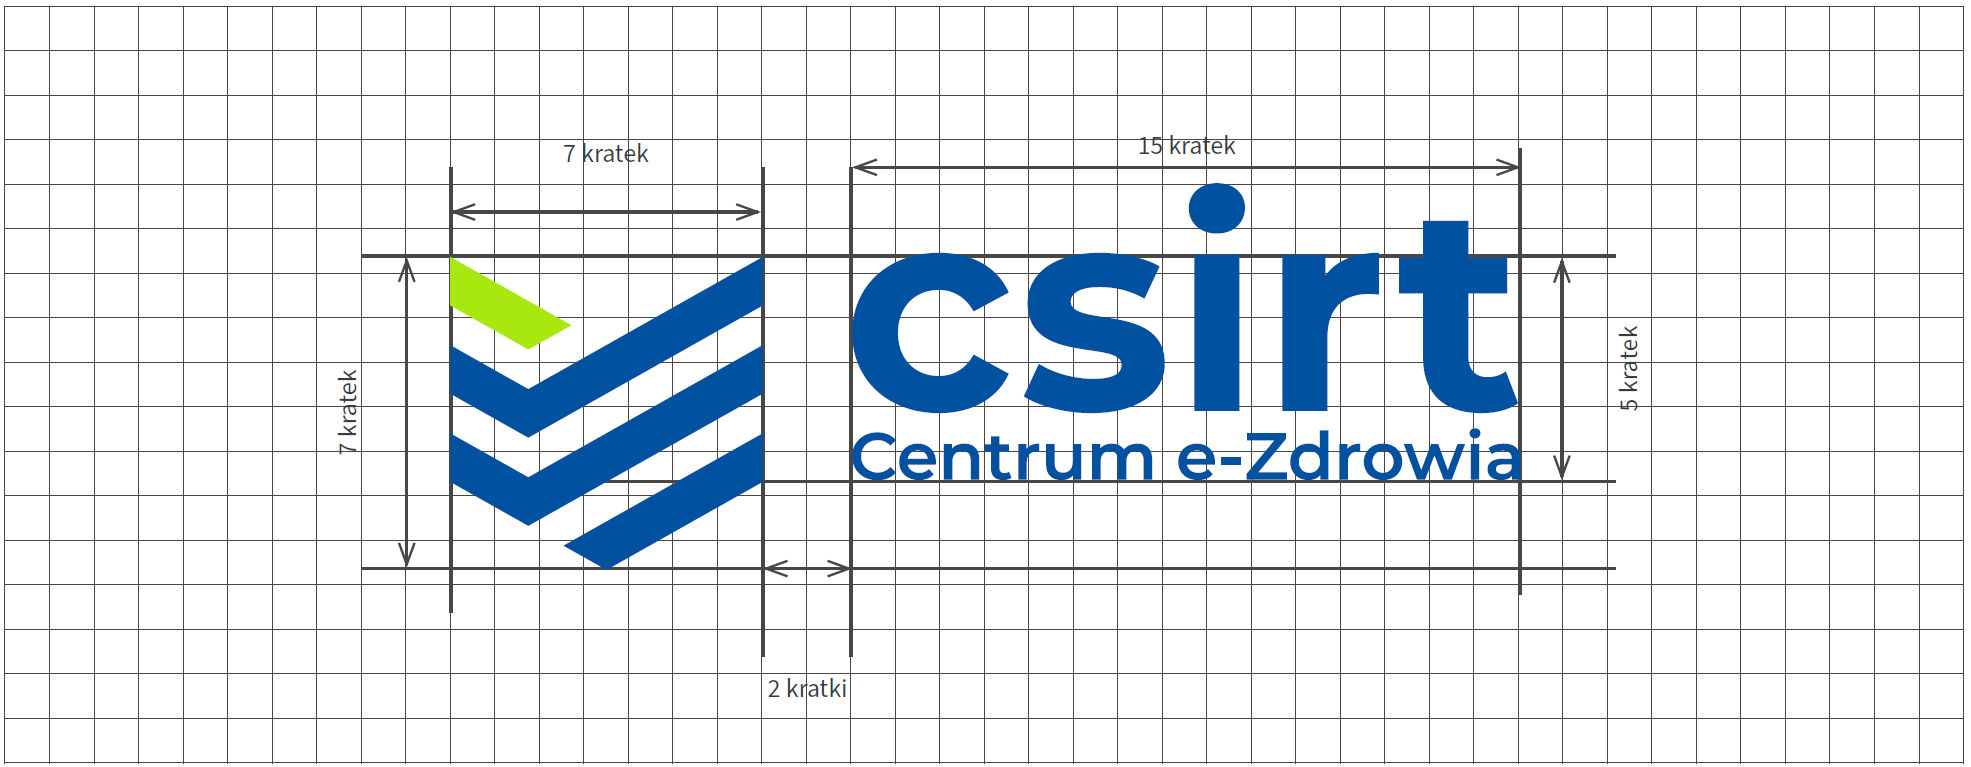 15 kratek
7 kratek
csirt
5 kratek
7 kratek
Centrum e-Zdrowia
2 kratki